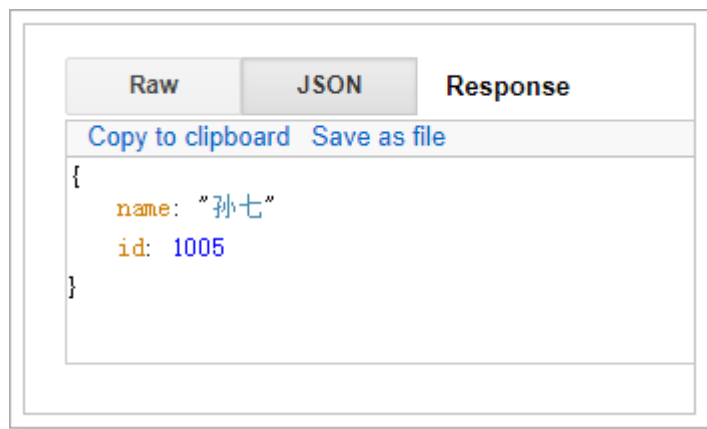 Raw JSON Response
Copy to clipboard Save as file
{
name: "孙七"
id: 1005
}